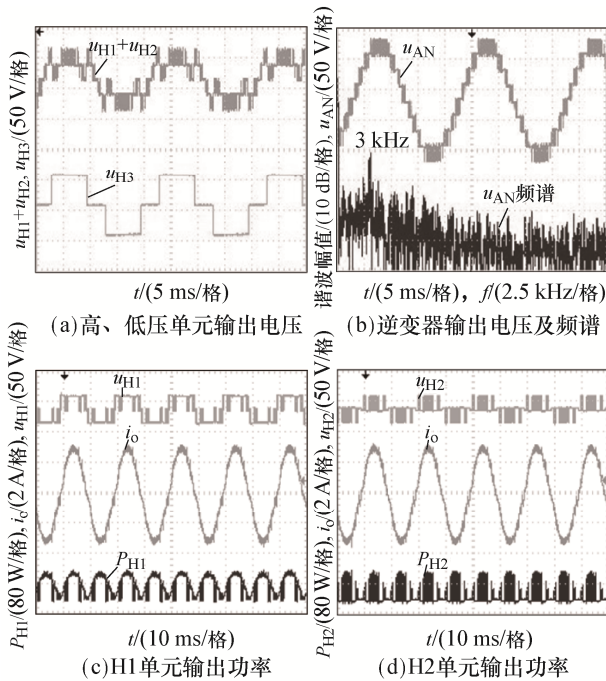 uH1+uH2, uH3/(50 V/格)
uH1+uH2
uH3
t/(5 ms/格)
(a)高、低压单元输出电压
谐波幅值/(10 dB/格), uAN/(50 V/格)
uAN
3 kHz
uAN频谱
t/(5 ms/格)，f/(2.5 kHz/格)
(b)逆变器输出电压及频谱
PH1/(80 W/格), io/(2 A/格), uH1/(50 V/格)
uH1
io
PH1
t/(10 ms/格)
(c)H1单元输出功率
PH2/(80 W/格), io/(2 A/格), uH2/(50 V/格)
uH2
io
PH2
t/(10 ms/格)
(d)H2单元输出功率